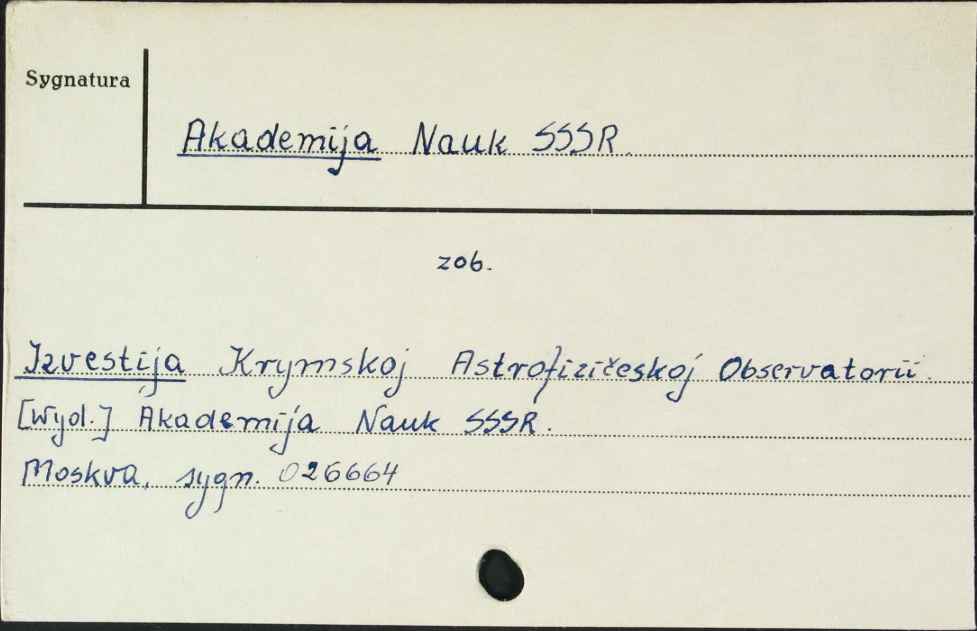 Sygnatura
Akademija Nauk SSSR.
zob.
Izvestija Krymskoj Astrofizičeskoj Observatorii.
[Wyd.] Akademija Nauk SSSR.
Moskva, sygn. 026664